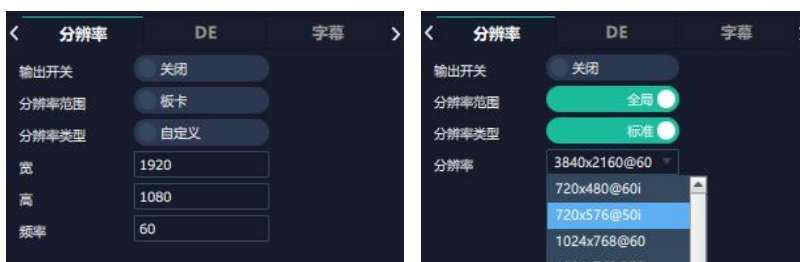 分辨率 DE 字幕
输出开关 关闭
分辨率范围 板卡
分辨率类型 自定义
宽 1920
高 1080
频率 60
分辨率 DE 字幕
输出开关 关闭
分辨率范围 全局
分辨率类型 标准
分辨率 3840x2160@60
720x480@60i
720x576@50i
1024x768@60